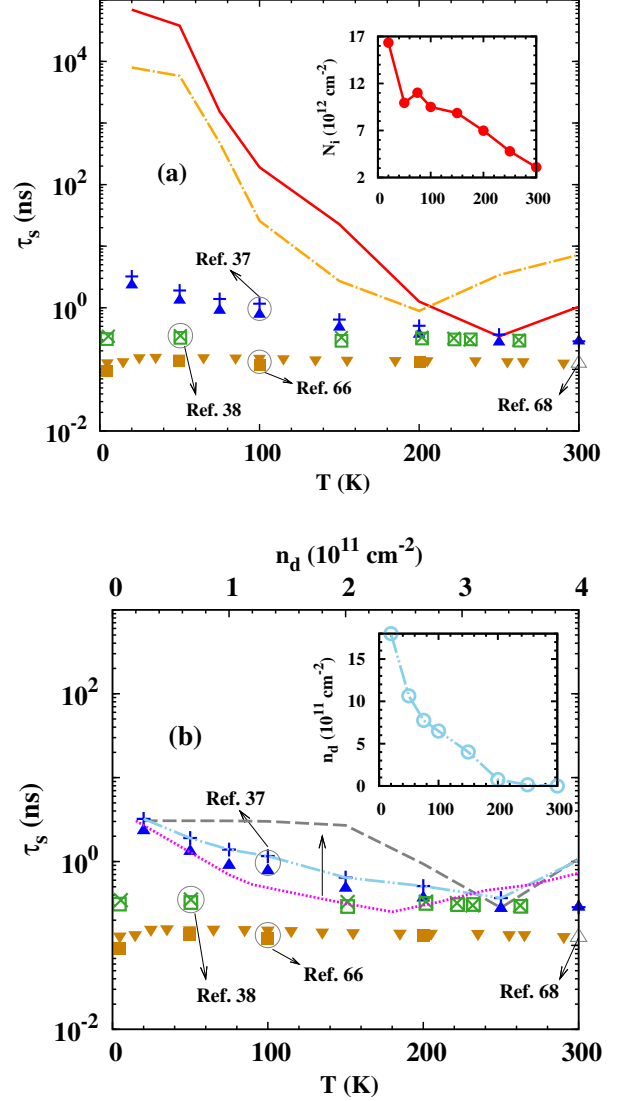 10^4
10^2
10^0
10^-2
τ_s (ns)
(a)
Ref. 37
Ref. 38
Ref. 66
Ref. 68
0 100 200 300
T (K)
17
12
7
2
N_i (10^12 cm^-2)
0 100 200 300
n_d (10^11 cm^-2)
0 1 2 3 4
10^2
10^0
10^-2
τ_s (ns)
(b)
Ref. 37
Ref. 38
Ref. 66
Ref. 68
0 100 200 300
T (K)
15
10
5
0
n_d (10^11 cm^-2)
0 100 200 300